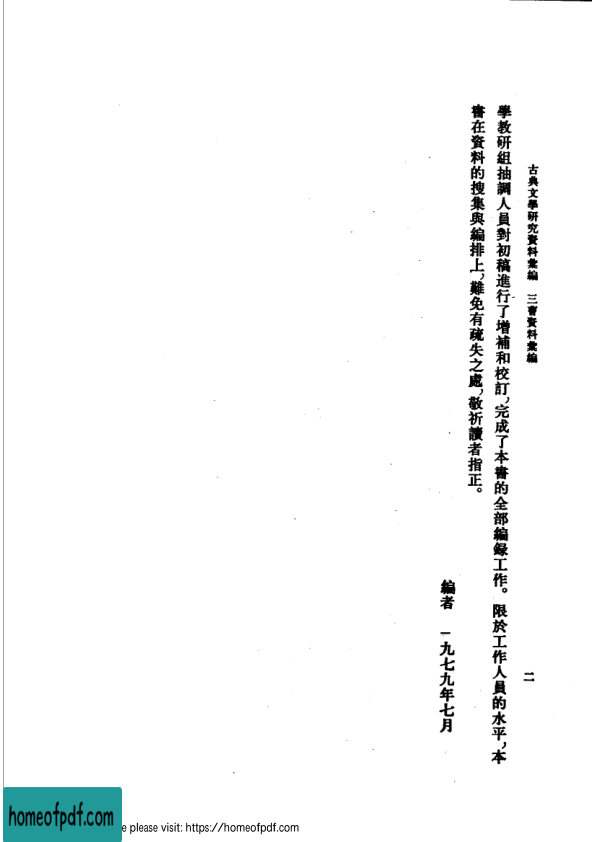 古典文學研究資料彙編　三曹資料彙編
二
學教研組抽調人員對初稿進行了增補和校訂，完成了本書的全部編錄工作。限於工作人員的水平，本
書在資料的搜集與編排上，難免有疏失之處，敬祈讀者指正。
編者　一九七九年七月
homeofpdf.com
e please visit: https://homeofpdf.com